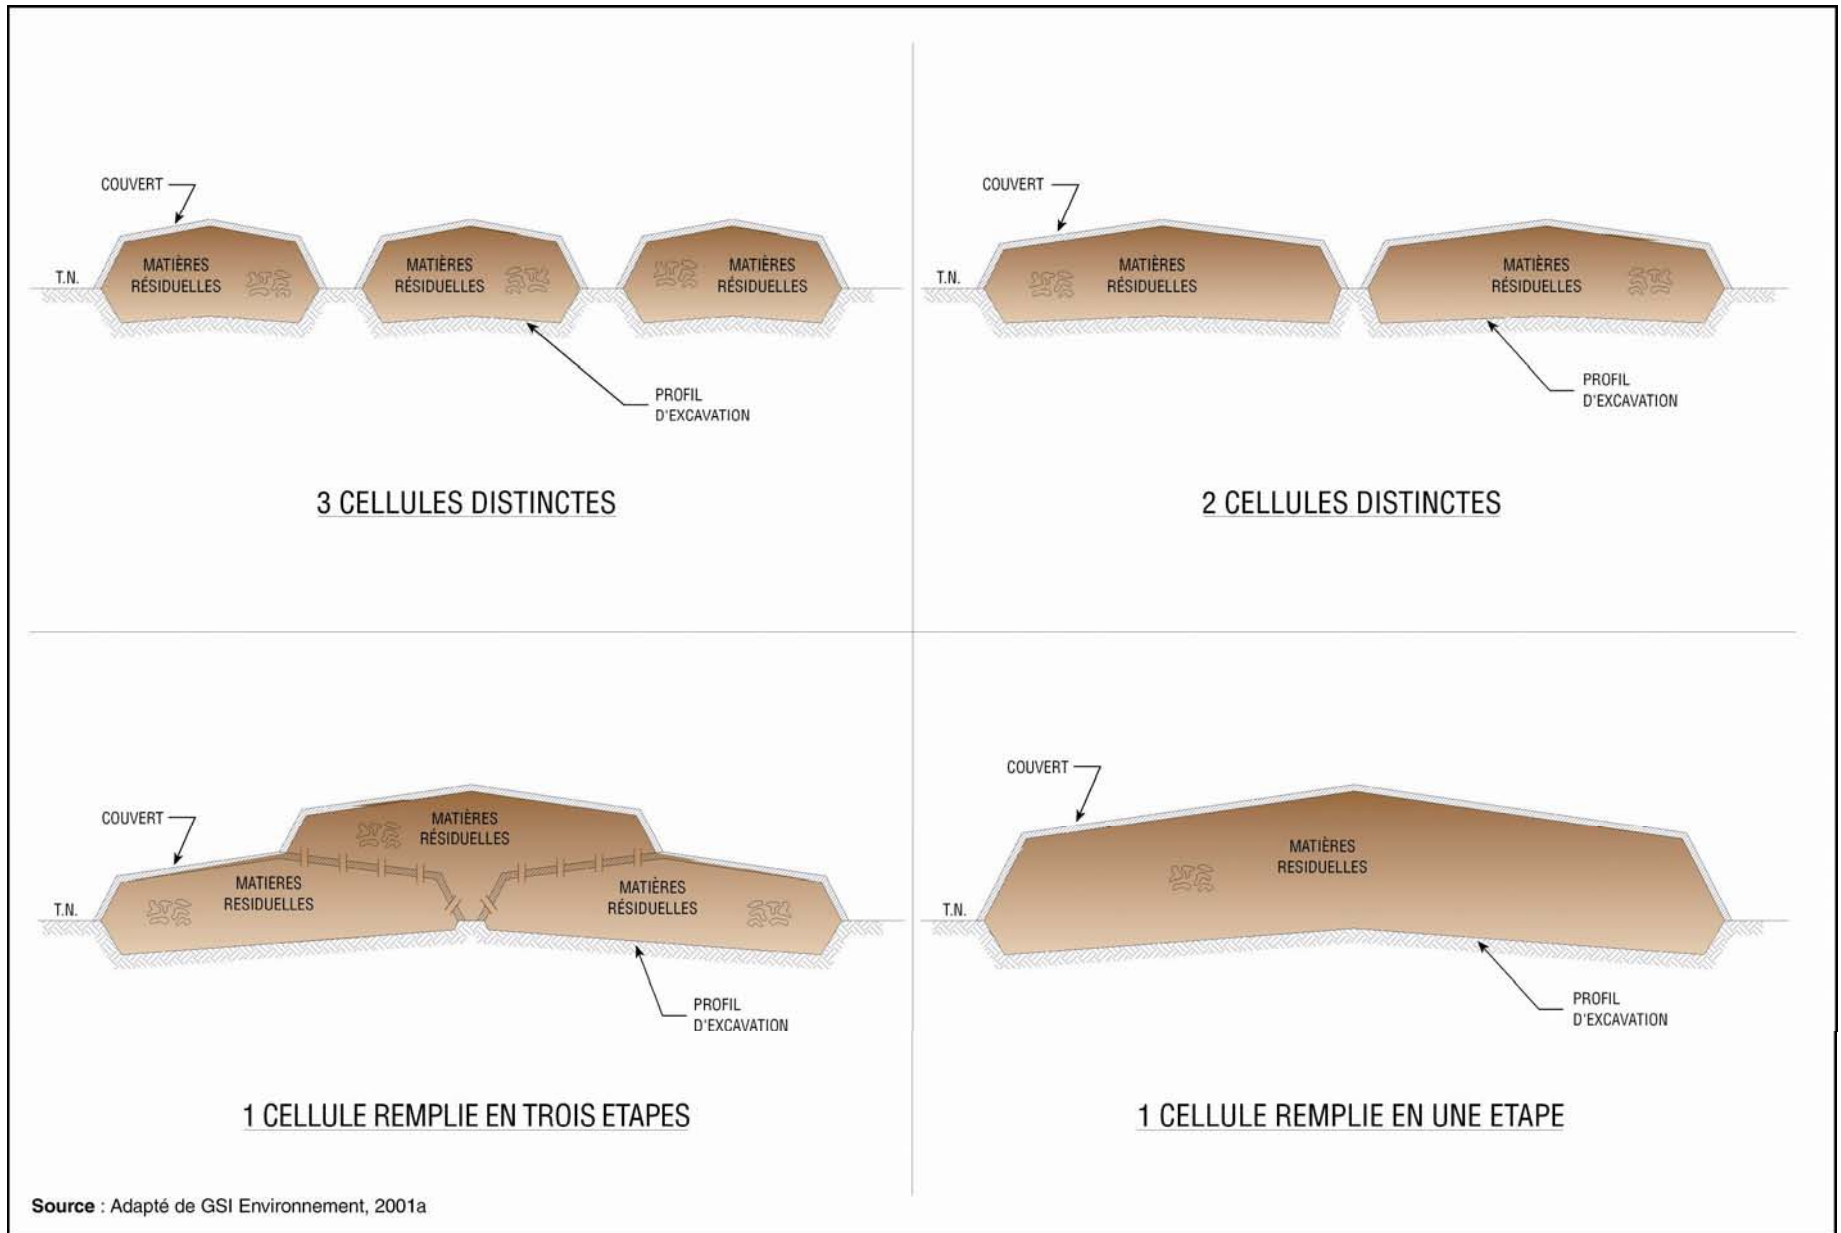 COUVERT
T.N.
MATIÈRES
RÉSIDUELLES
MATIÈRES
RÉSIDUELLES
MATIÈRES
RÉSIDUELLES
PROFIL
D'EXCAVATION
3 CELLULES DISTINCTES
COUVERT
T.N.
MATIÈRES
RÉSIDUELLES
MATIÈRES
RÉSIDUELLES
PROFIL
D'EXCAVATION
2 CELLULES DISTINCTES
COUVERT
MATIÈRES
RÉSIDUELLES
T.N.
MATIERES
RESIDUELLES
MATIÈRES
RÉSIDUELLES
PROFIL
D'EXCAVATION
1 CELLULE REMPLIE EN TROIS ETAPES
COUVERT
MATIÈRES
RESIDUELLES
T.N.
PROFIL
D'EXCAVATION
1 CELLULE REMPLIE EN UNE ETAPE
Source : Adapté de GSI Environnement, 2001a